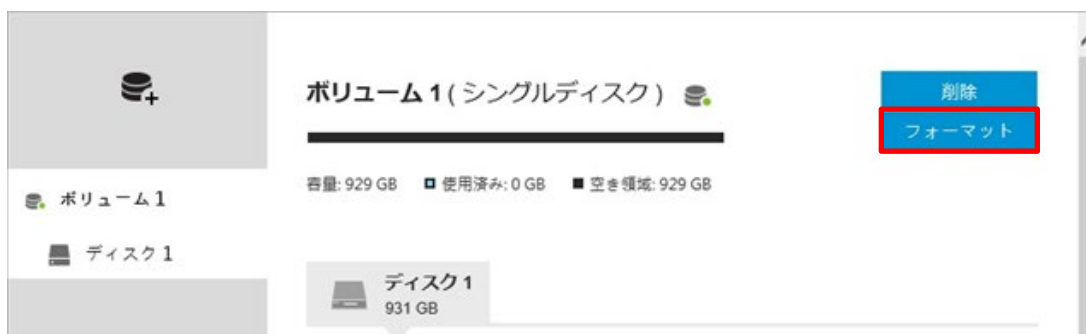 ボリューム 1 ( シングルディスク )
削除
フォーマット
容量: 929 GB 使用済み: 0 GB 空き領域: 929 GB
ボリューム 1
ディスク 1
ディスク 1
931 GB